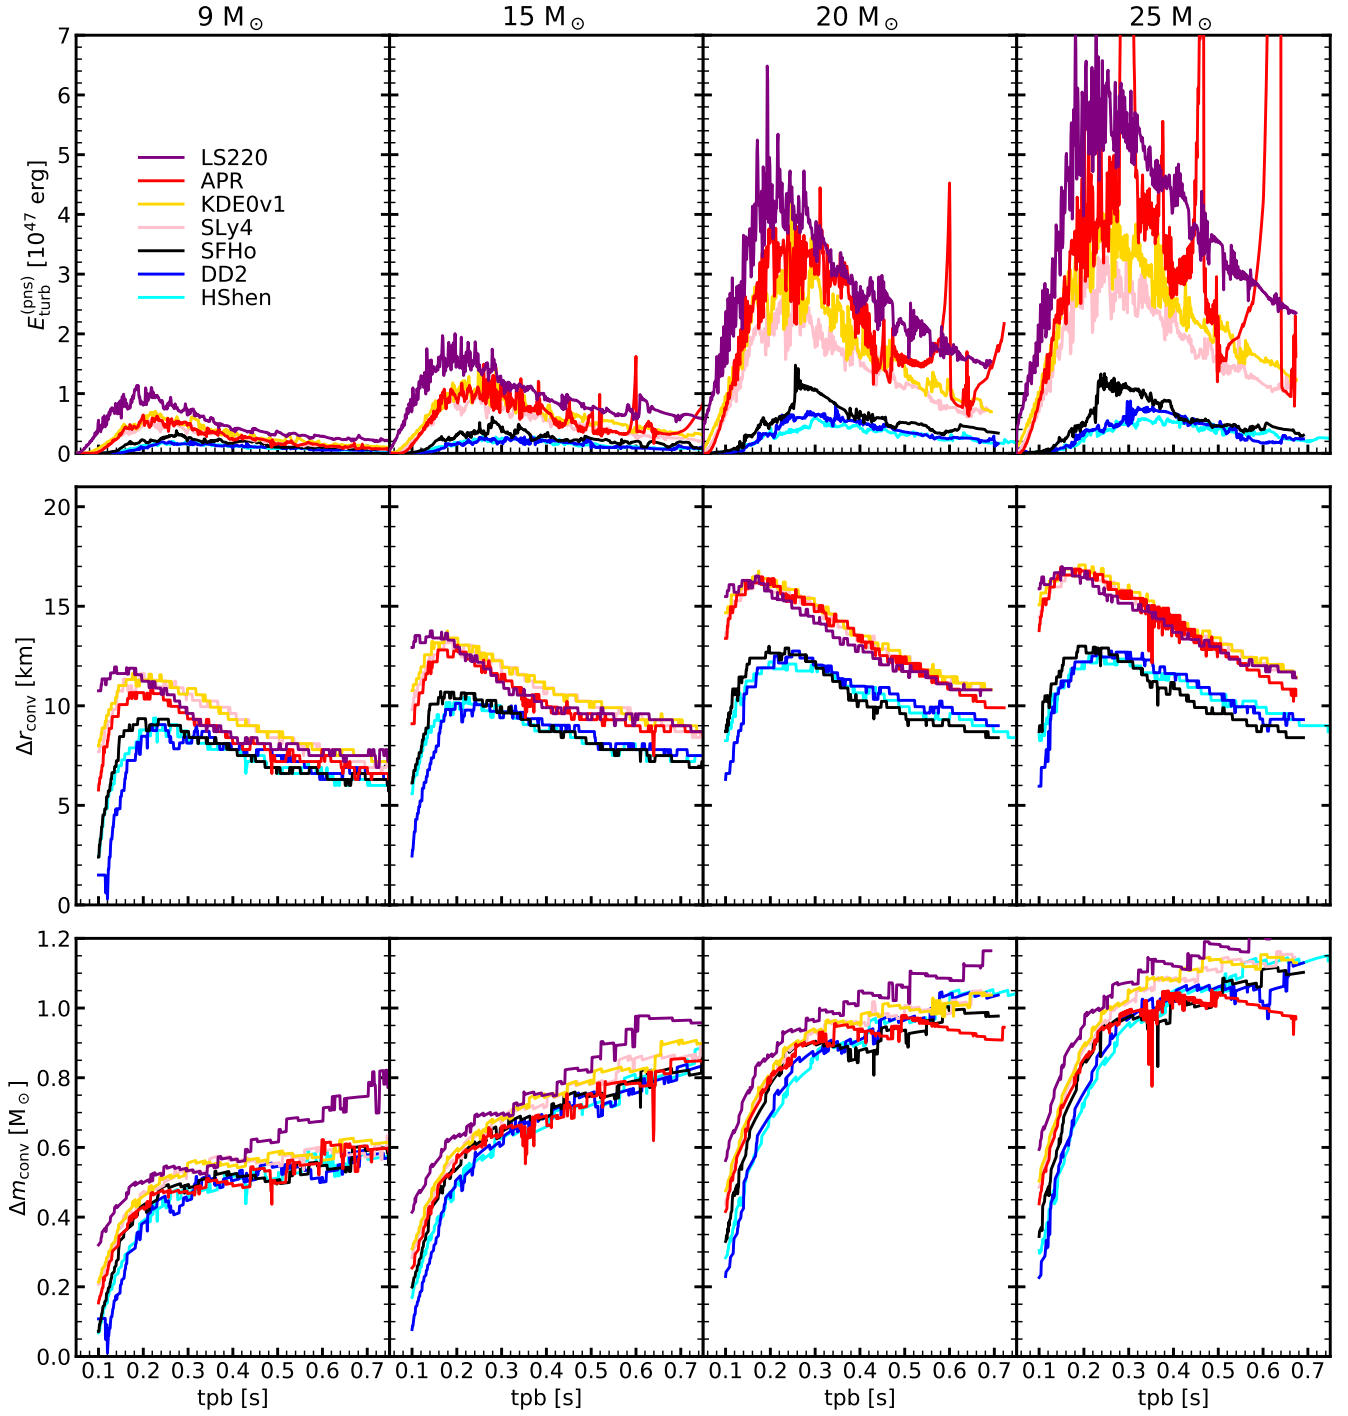 9 M⊙ 15 M⊙ 20 M⊙ 25 M⊙
7
6
5
4
3
2
1
0
E_turb^(pns) [10^47 erg]
LS220
APR
KDE0v1
SLy4
SFHo
DD2
HShen
20
15
10
5
0
Δr_conv [km]
1.2
1.0
0.8
0.6
0.4
0.2
0.0
Δm_conv [M⊙]
0.1 0.2 0.3 0.4 0.5 0.6 0.7 0.1 0.2 0.3 0.4 0.5 0.6 0.7 0.1 0.2 0.3 0.4 0.5 0.6 0.7 0.1 0.2 0.3 0.4 0.5 0.6 0.7
tpb [s] tpb [s] tpb [s] tpb [s]